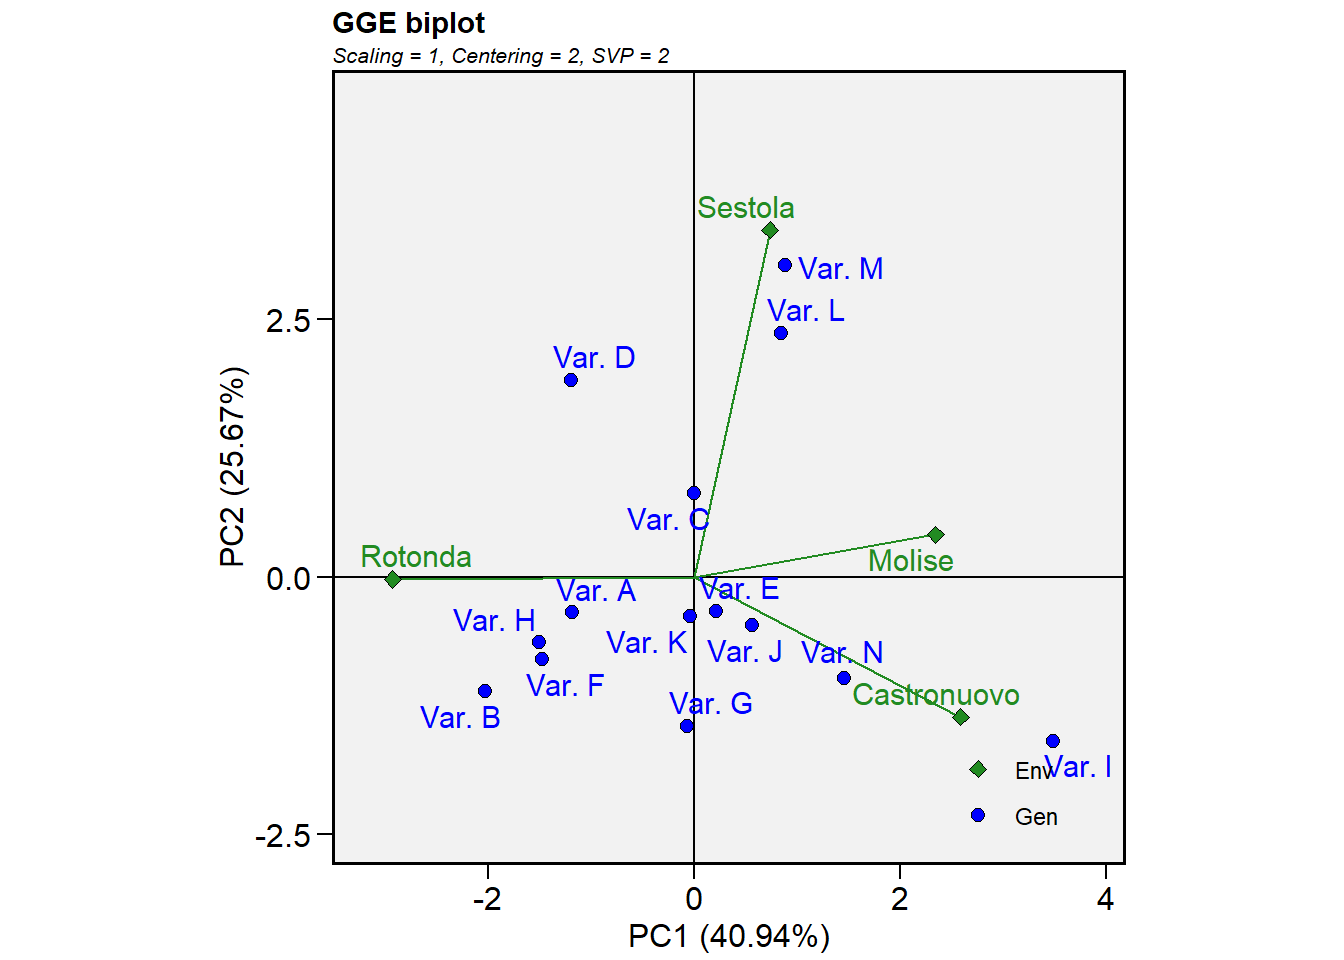 GGE biplot
Scaling = 1, Centering = 2, SVP = 2
Sestola
Var. M
Var. L
2.5
Var. D
PC2 (25.67%)
Var. C
Rotonda
Molise
0.0
Var. A
Var. E
Var. H
Var. K
Var. J
Var. N
Var. F
Castronuovo
Var. B
Var. G
Var. I
Env
Gen
-2.5
-2 0 2 4
PC1 (40.94%)